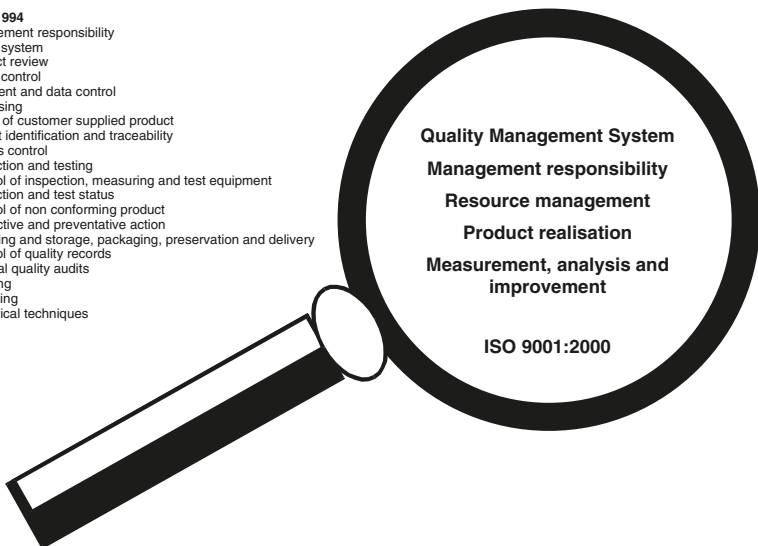 994
ement responsibility
system
ct review
control
ent and data control
sing
of customer supplied product
t identification and traceability
s control
ction and testing
ol of inspection, measuring and test equipment
ction and test status
ol of non conforming product
ctive and preventative action
ing and storage, packaging, preservation and delivery
ol of quality records
al quality audits
ng
ing
ical techniques
Quality Management System
Management responsibility
Resource management
Product realisation
Measurement, analysis and
improvement
ISO 9001:2000